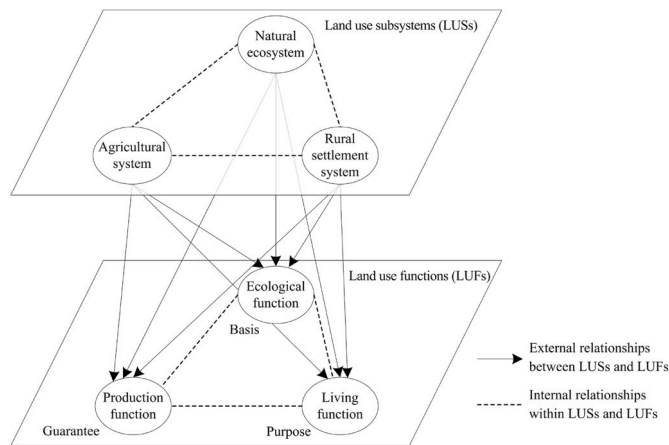 Land use subsystems (LUSs)
Natural
ecosystem
Agricultural
system
Rural
settlement
system
Land use functions (LUFs)
Ecological
function
Basis
Production
function
Guarantee
Living
function
Purpose
External relationships
between LUSs and LUFs
Internal relationships
within LUSs and LUFs